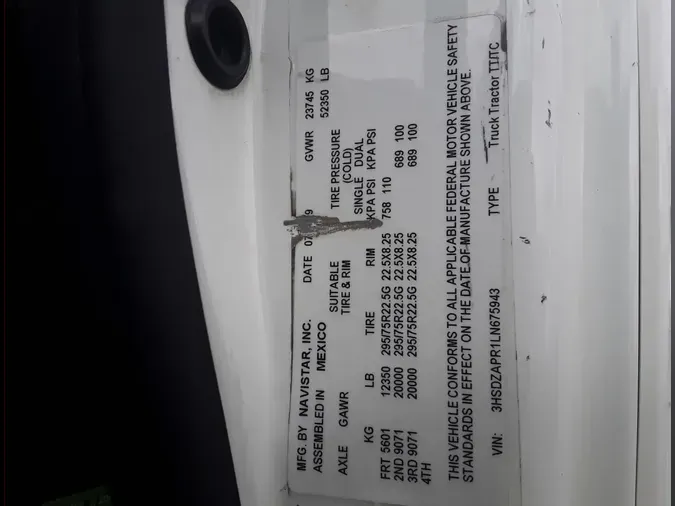 MFG. BY NAVISTAR, INC. DATE 07 9 GVWR 23745 KG
ASSEMBLED IN MEXICO 52350 LB
SUITABLE TIRE PRESSURE
AXLE GAWR TIRE & RIM (COLD)
SINGLE DUAL
KG LB TIRE RIM KPA PSI KPA PSI
FRT 5601 12350 295/75R22.5G 22.5X8.25 758 110
2ND 9071 20000 295/75R22.5G 22.5X8.25 689 100
3RD 9071 20000 295/75R22.5G 22.5X8.25 689 100
4TH
THIS VEHICLE CONFORMS TO ALL APPLICABLE FEDERAL MOTOR VEHICLE SAFETY
STANDARDS IN EFFECT ON THE DATE OF MANUFACTURE SHOWN ABOVE.
VIN: 3HSDZAPR1LN675943 TYPE Truck Tractor TT/TC